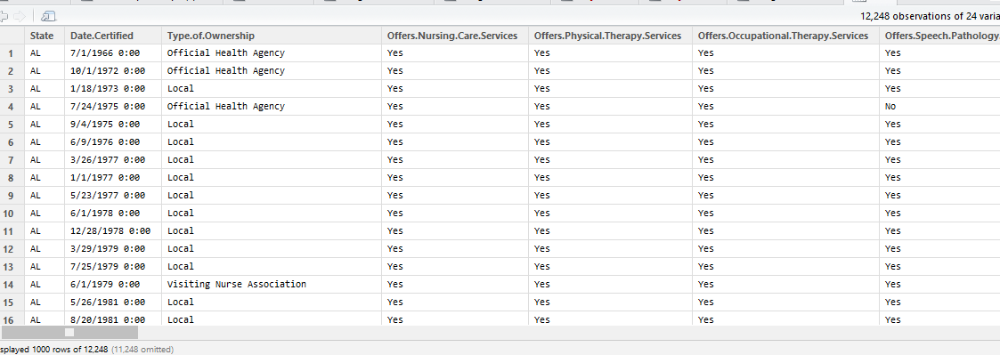 12,248 observations of 24 varia
State Date.Certified Type.of.Ownership Offers.Nursing.Care.Services Offers.Physical.Therapy.Services Offers.Occupational.Therapy.Services Offers.Speech.Pathology.
1 AL 7/1/1966 0:00 Official Health Agency Yes Yes Yes Yes
2 AL 10/1/1972 0:00 Official Health Agency Yes Yes Yes Yes
3 AL 1/18/1973 0:00 Local Yes Yes Yes Yes
4 AL 7/24/1975 0:00 Official Health Agency Yes Yes Yes No
5 AL 9/4/1975 0:00 Local Yes Yes Yes Yes
6 AL 6/9/1976 0:00 Local Yes Yes Yes Yes
7 AL 3/26/1977 0:00 Local Yes Yes Yes Yes
8 AL 1/1/1977 0:00 Local Yes Yes Yes Yes
9 AL 5/23/1977 0:00 Local Yes Yes Yes Yes
10 AL 6/1/1978 0:00 Local Yes Yes Yes Yes
11 AL 12/28/1978 0:00 Local Yes Yes Yes Yes
12 AL 3/29/1979 0:00 Local Yes Yes Yes Yes
13 AL 7/25/1979 0:00 Local Yes Yes Yes Yes
14 AL 6/1/1979 0:00 Visiting Nurse Association Yes Yes Yes Yes
15 AL 5/26/1981 0:00 Local Yes Yes Yes Yes
16 AL 8/20/1981 0:00 Local Yes Yes Yes Yes
splayed 1000 rows of 12,248 (11,248 omitted)